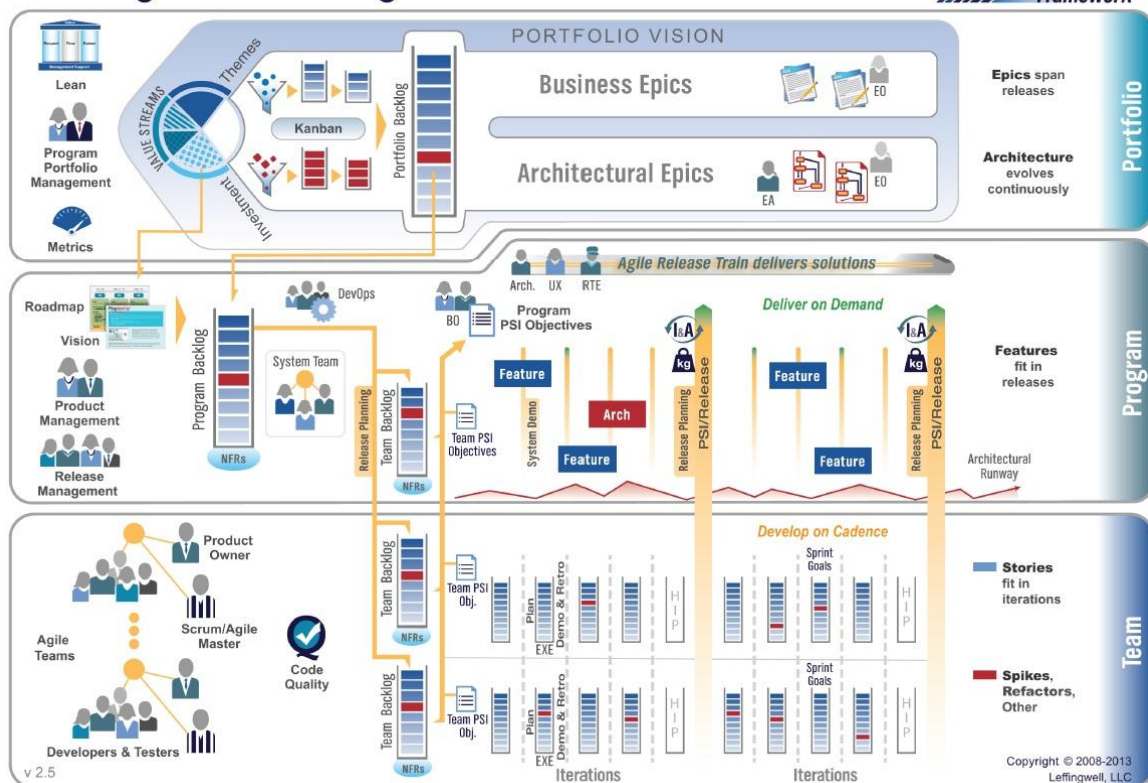 PORTFOLIO VISION
Lean
Program
Portfolio
Management
Metrics
VALUE STREAMS
Themes
Investment
Kanban
Portfolio Backlog
Business Epics
EO
Architectural Epics
EA
EO
Epics span
releases
Architecture
evolves
continuously
Portfolio
Agile Release Train delivers solutions
Arch.
UX
RTE
Roadmap
Vision
Product
Management
Release
Management
Program Backlog
NFRs
DevOps
System Team
Release Planning
Team Backlog
NFRs
BO
Program
PSI Objectives
Team PSI
Objectives
Deliver on Demand
Feature
System Demo
Feature
Arch
I&A
kg
Release Planning
PSI/Release
Feature
Feature
I&A
kg
Release Planning
PSI/Release
Architectural
Runway
Features
fit in
releases
Program
Develop on Cadence
Product
Owner
Scrum/Agile
Master
Agile
Teams
Developers & Testers
Code
Quality
Team Backlog
NFRs
Team PSI
Obj.
Plan
EXE
Demo & Retro
HIP
Sprint
Goals
HIP
Team Backlog
NFRs
Team PSI
Obj.
Plan
EXE
Demo & Retro
HIP
Sprint
Goals
HIP
Iterations
Iterations
Stories
fit in
iterations
Spikes,
Refactors,
Other
Team
v 2.5
Copyright © 2008-2013
Leffingwell, LLC